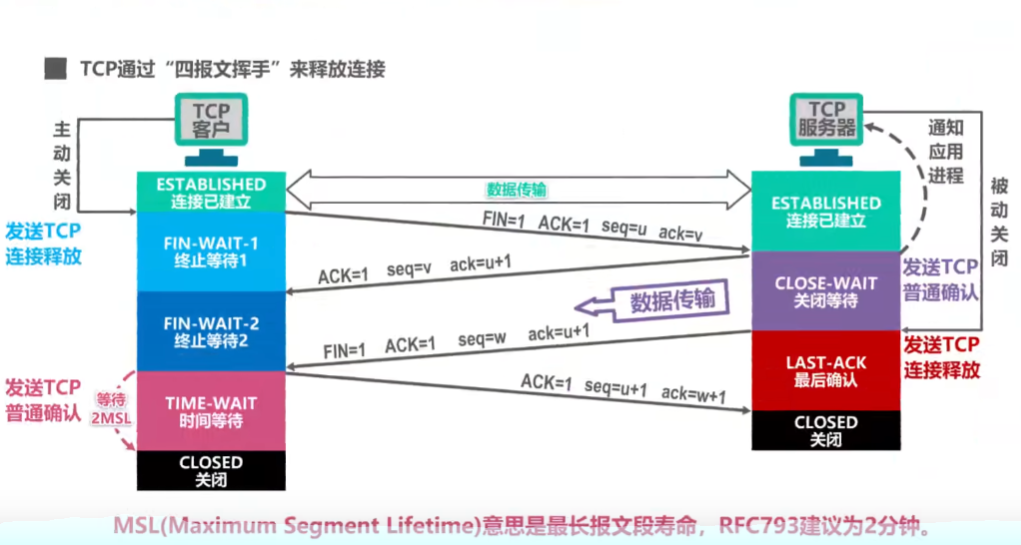 TCP通过“四报文挥手”来释放连接
TCP
客户
TCP
服务器
主
动
关
闭
通知
应用
进程
被
动
关
闭
ESTABLISHED
连接已建立
数据传输
ESTABLISHED
连接已建立
发送TCP
连接释放
FIN=1 ACK=1 seq=u ack=v
FIN-WAIT-1
终止等待1
ACK=1 seq=v ack=u+1
CLOSE-WAIT
关闭等待
发送TCP
普通确认
数据传输
FIN-WAIT-2
终止等待2
FIN=1 ACK=1 seq=w ack=u+1
LAST-ACK
最后确认
发送TCP
连接释放
发送TCP
普通确认
等待
2MSL
TIME-WAIT
时间等待
ACK=1 seq=u+1 ack=w+1
CLOSED
关闭
CLOSED
关闭
MSL(Maximum Segment Lifetime)意思是最长报文段寿命，RFC793建议为2分钟。